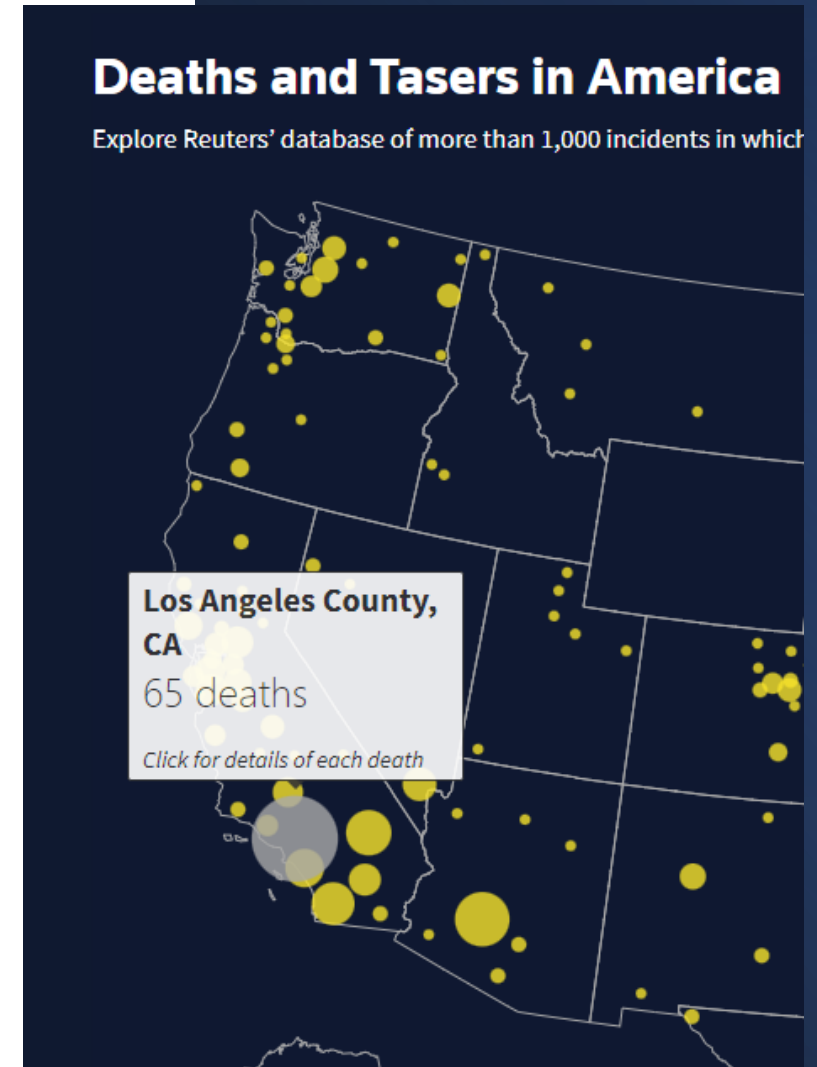 Deaths and Tasers in America
Explore Reuters’ database of more than 1,000 incidents in which
Los Angeles County,
CA
65 deaths
Click for details of each death